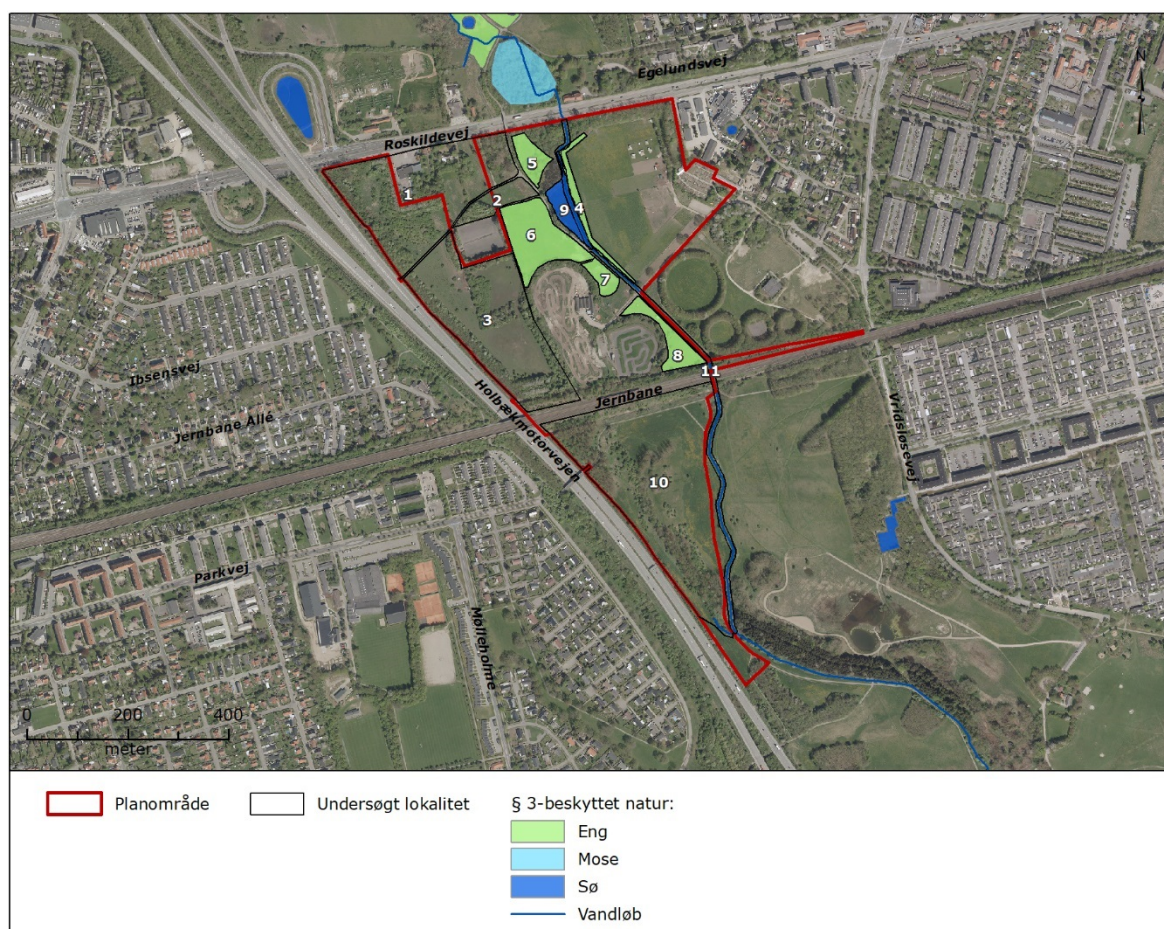 N
Egelundsvej
Roskildevej
5
1
2
9
4
6
7
3
8
11
Ibsensvej
Jernbane
Jernbane Allé
Holbækmotorvejen
Vridsløsevej
10
Parkvej
Mølleholme
0 200 400
meter
Planområde
Undersøgt lokalitet
§ 3-beskyttet natur:
Eng
Mose
Sø
Vandløb